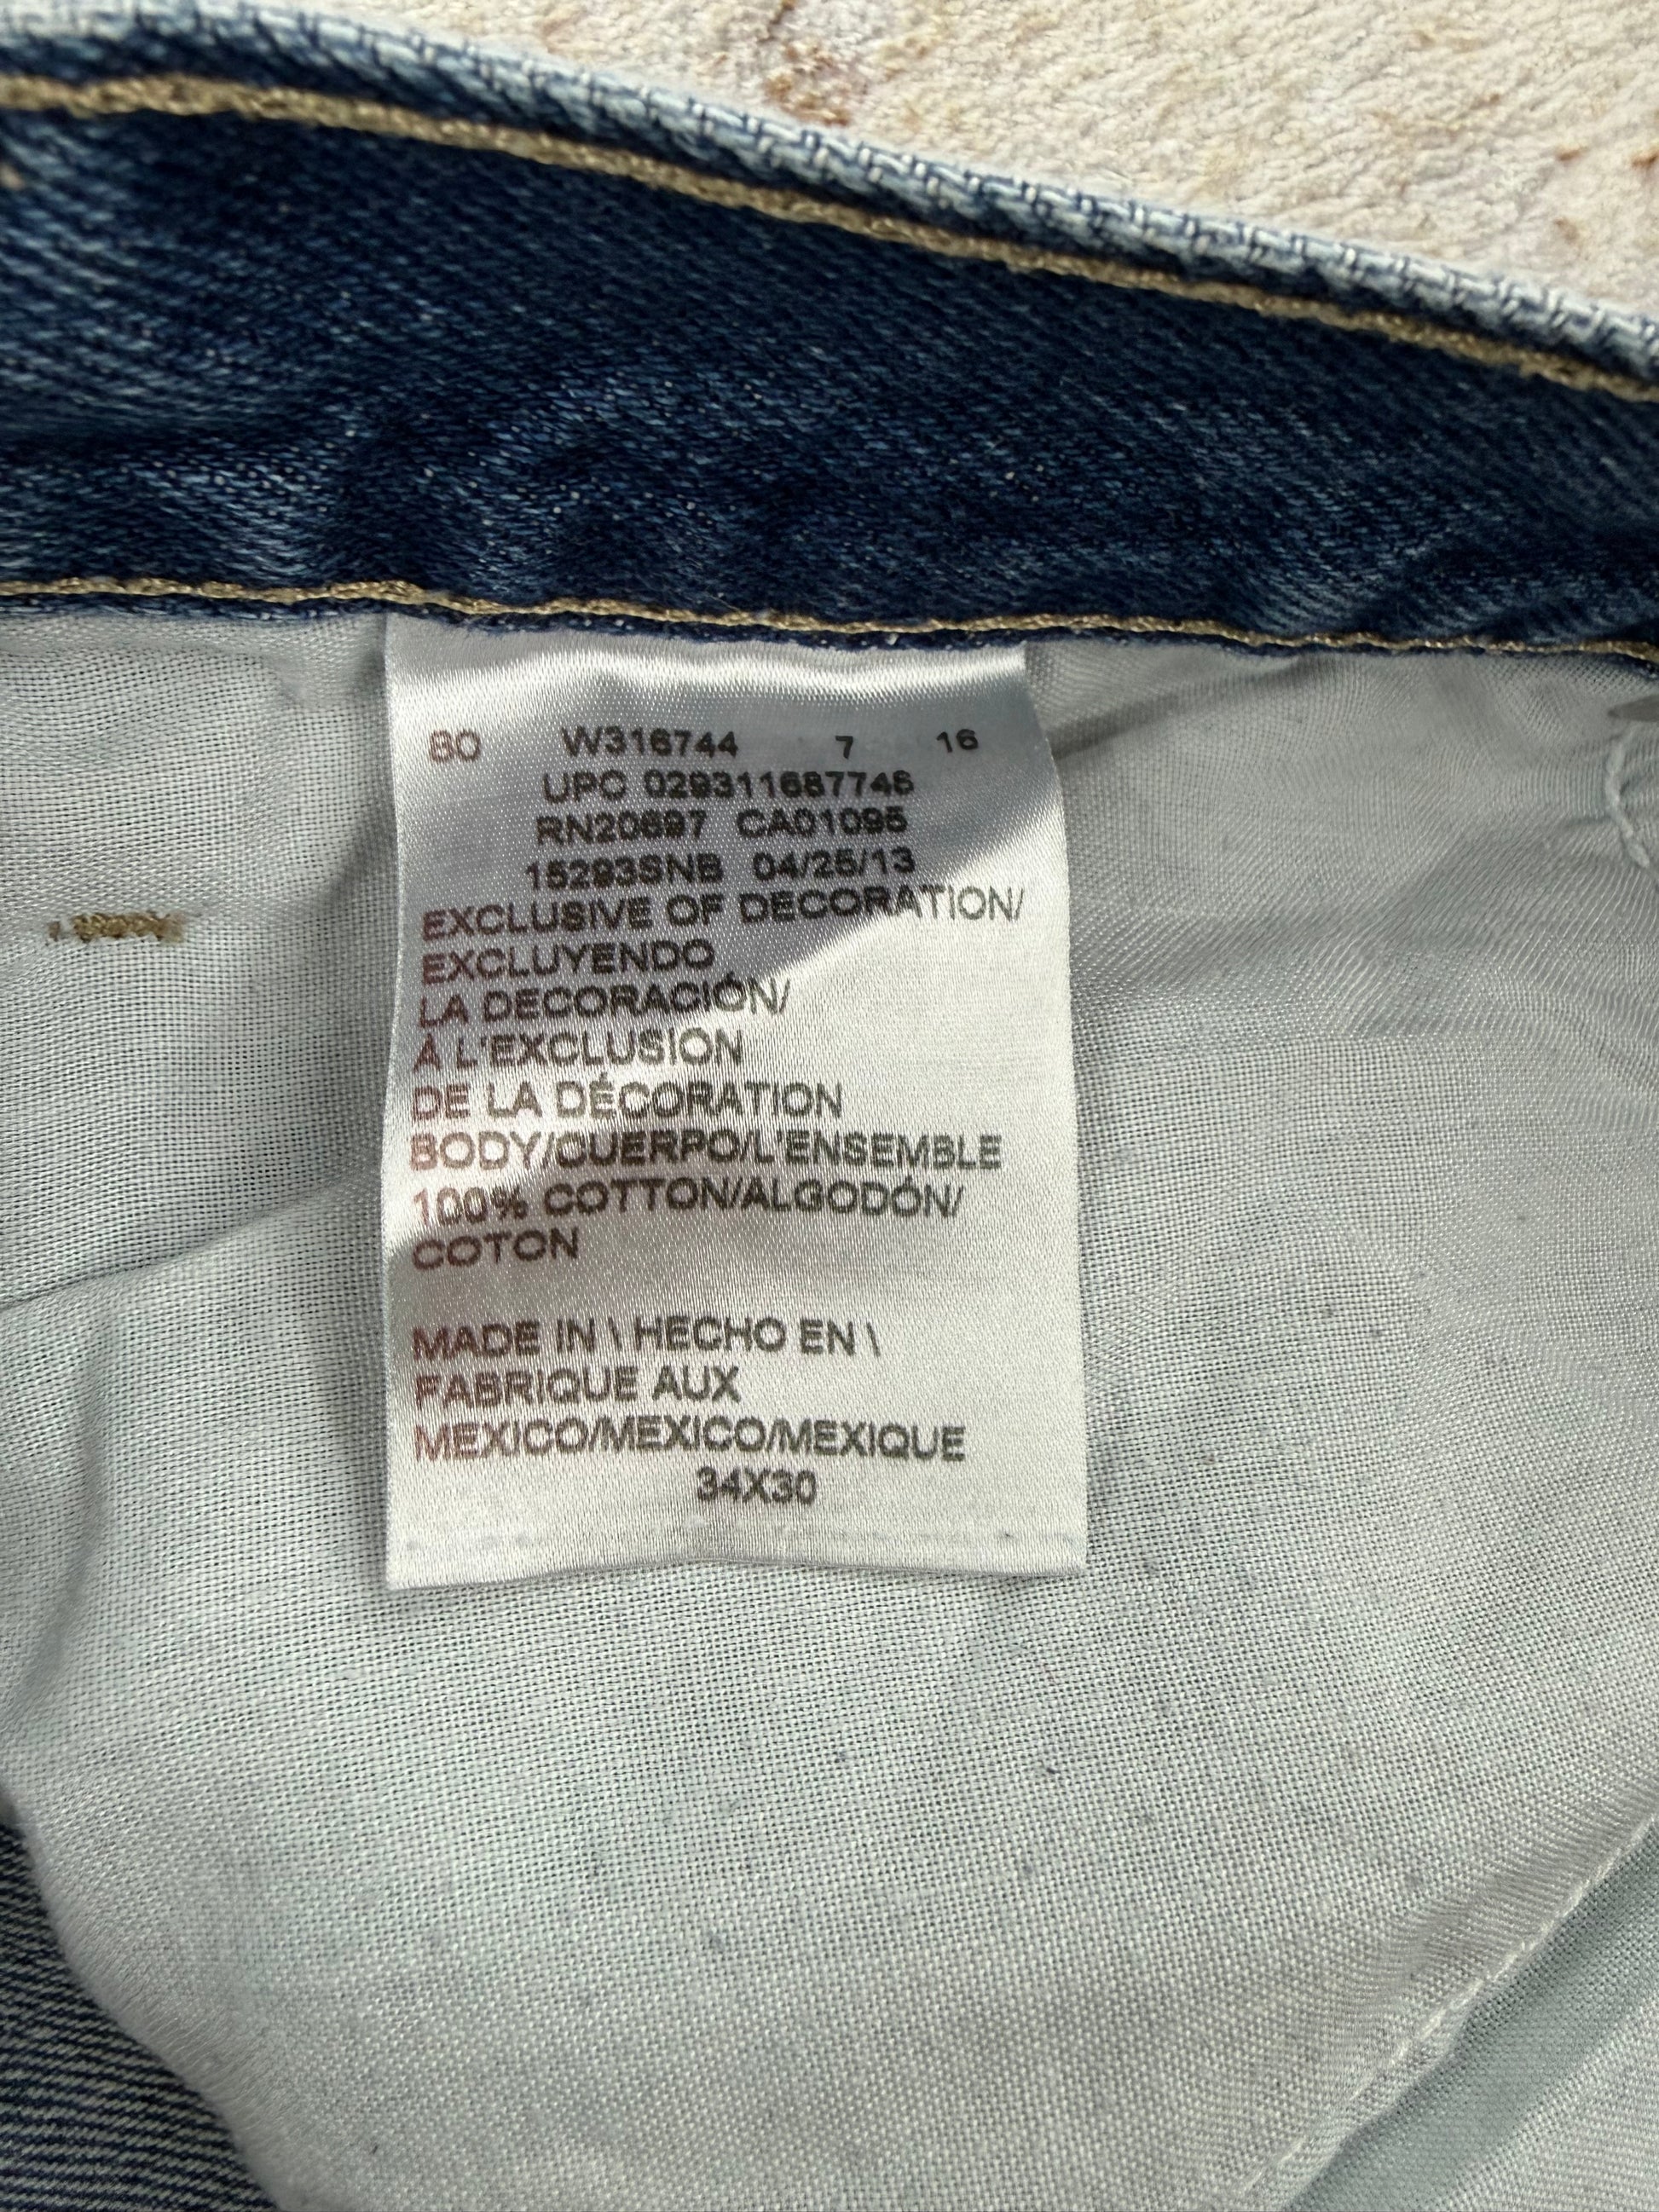 80 W316744 7 16
UPC 029311687746
RN20697 CA01095
15293SNB 04/25/13
EXCLUSIVE OF DECORATION/
EXCLUYENDO
LA DECORACIÓN/
À L'EXCLUSION
DE LA DÉCORATION
BODY/CUERPO/L'ENSEMBLE
100% COTTON/ALGODÓN/
COTON
MADE IN \ HECHO EN \
FABRIQUE AUX
MEXICO/MEXICO/MEXIQUE
34X30